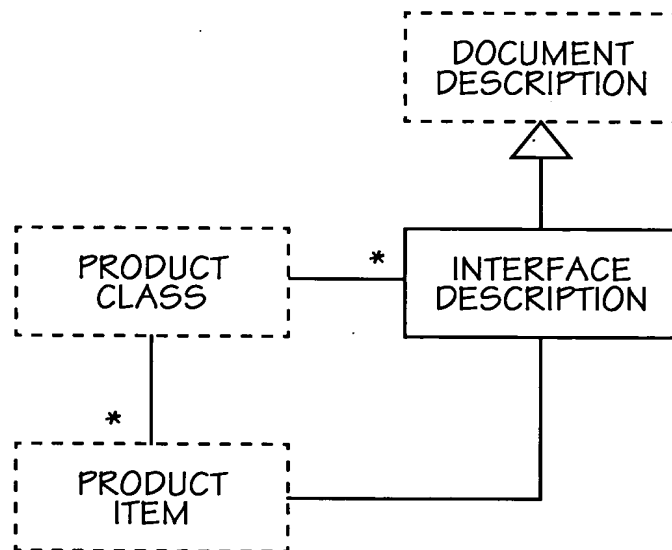 DOCUMENT
DESCRIPTION
PRODUCT
CLASS
*
INTERFACE
DESCRIPTION
*
PRODUCT
ITEM